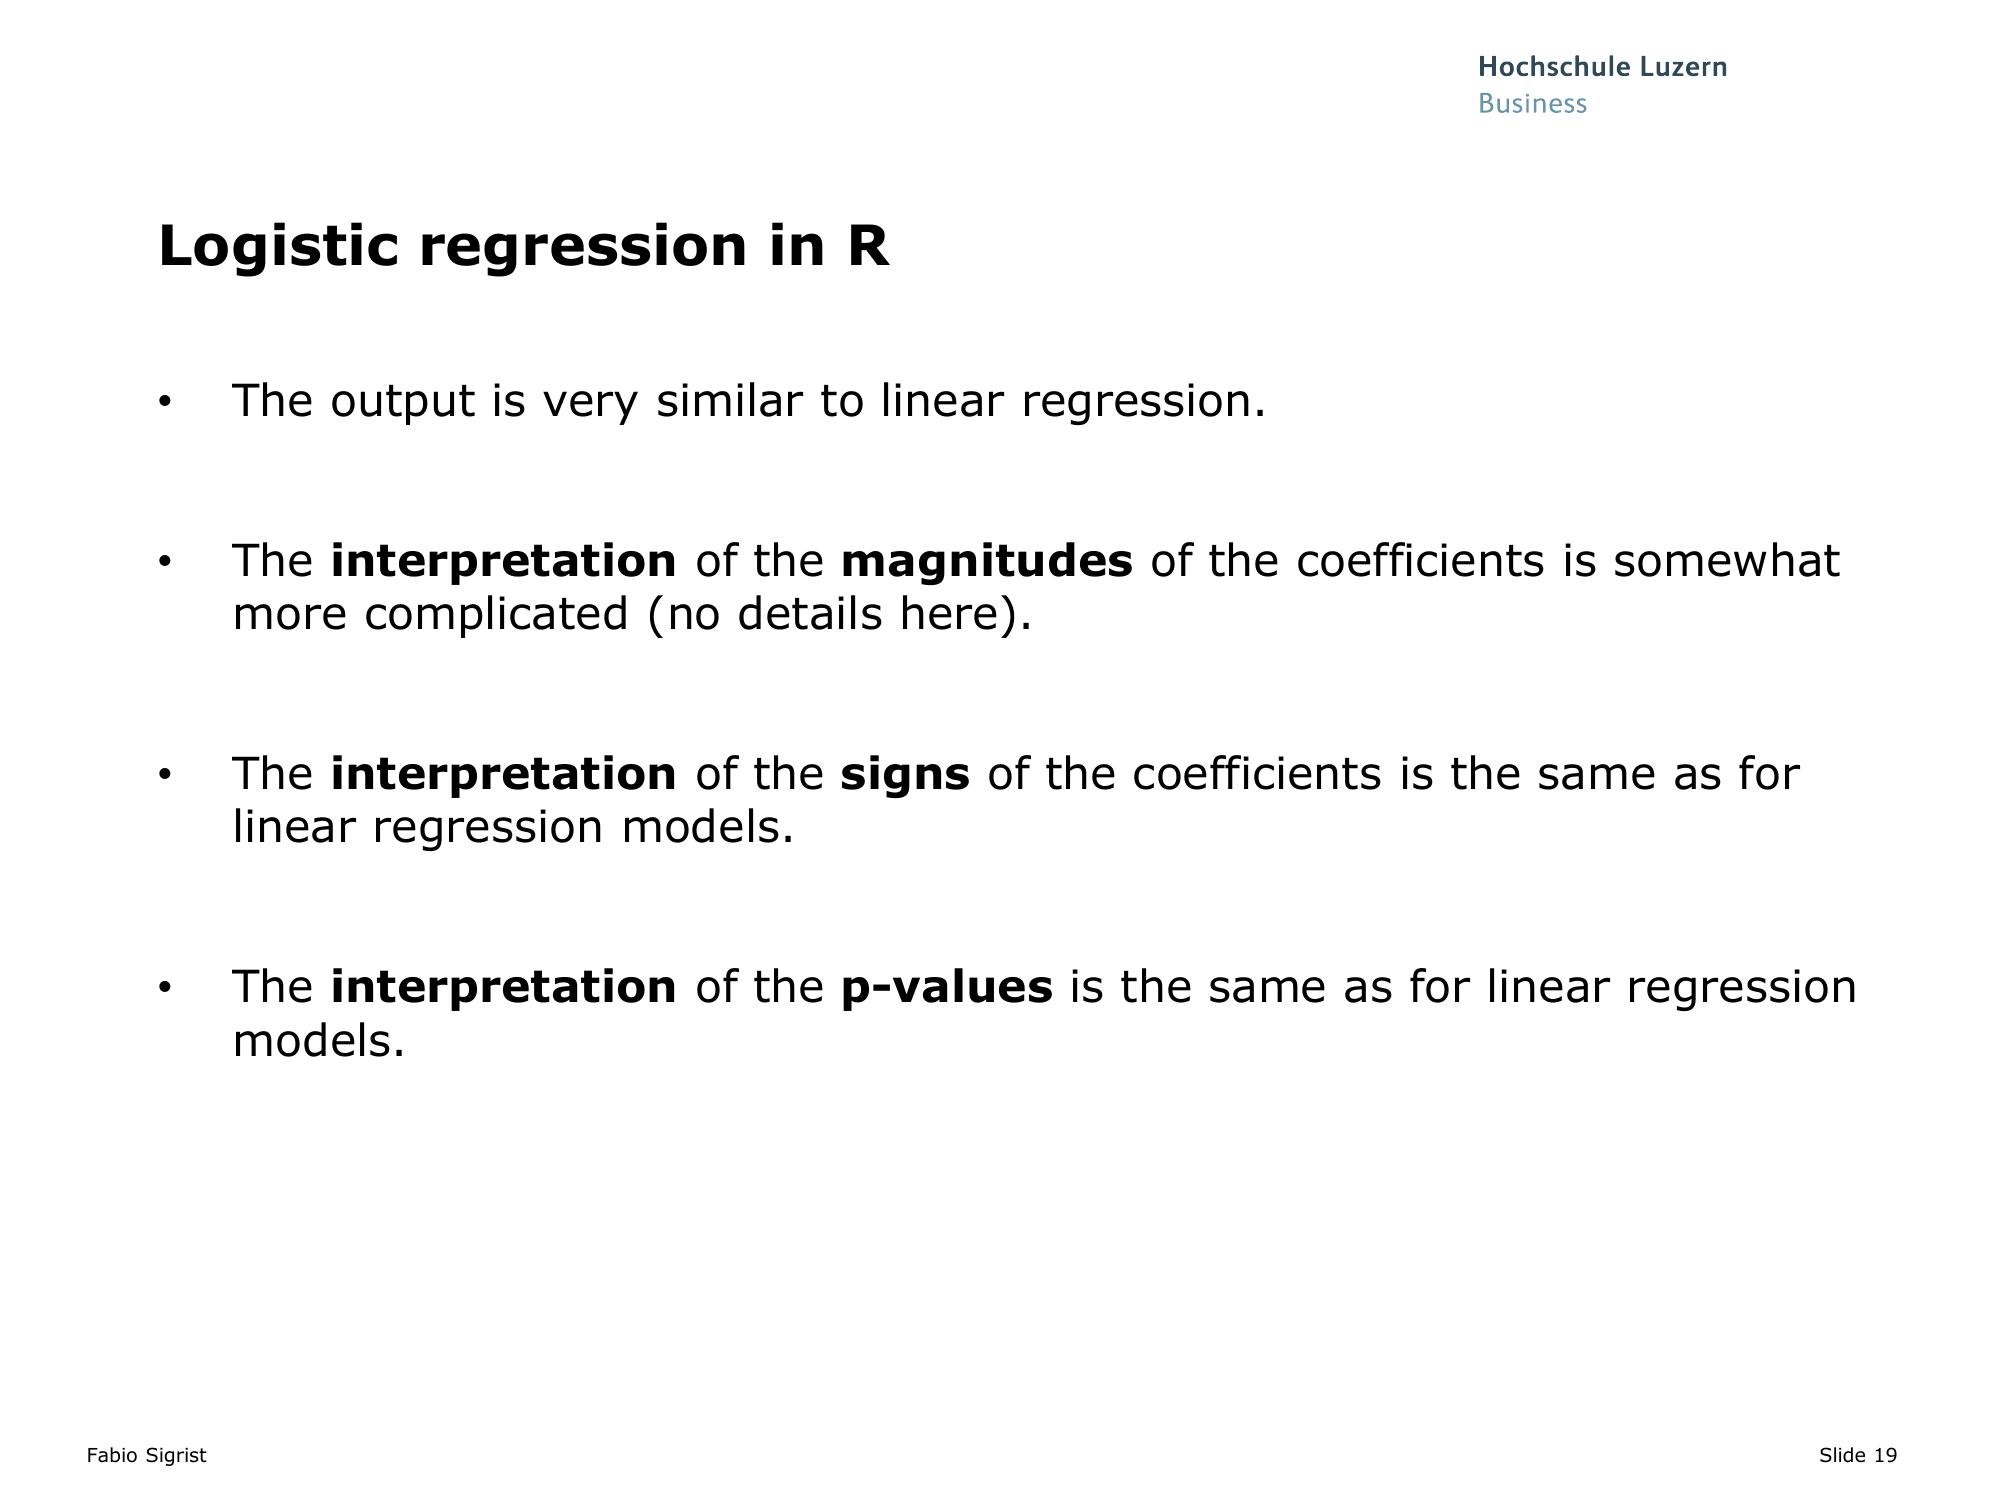 Hochschule Luzern
Business
Logistic regression in R
• The output is very similar to linear regression.
• The interpretation of the magnitudes of the coefficients is somewhat
more complicated (no details here).
• The interpretation of the signs of the coefficients is the same as for
linear regression models.
• The interpretation of the p-values is the same as for linear regression
models.
Fabio Sigrist
Slide 19